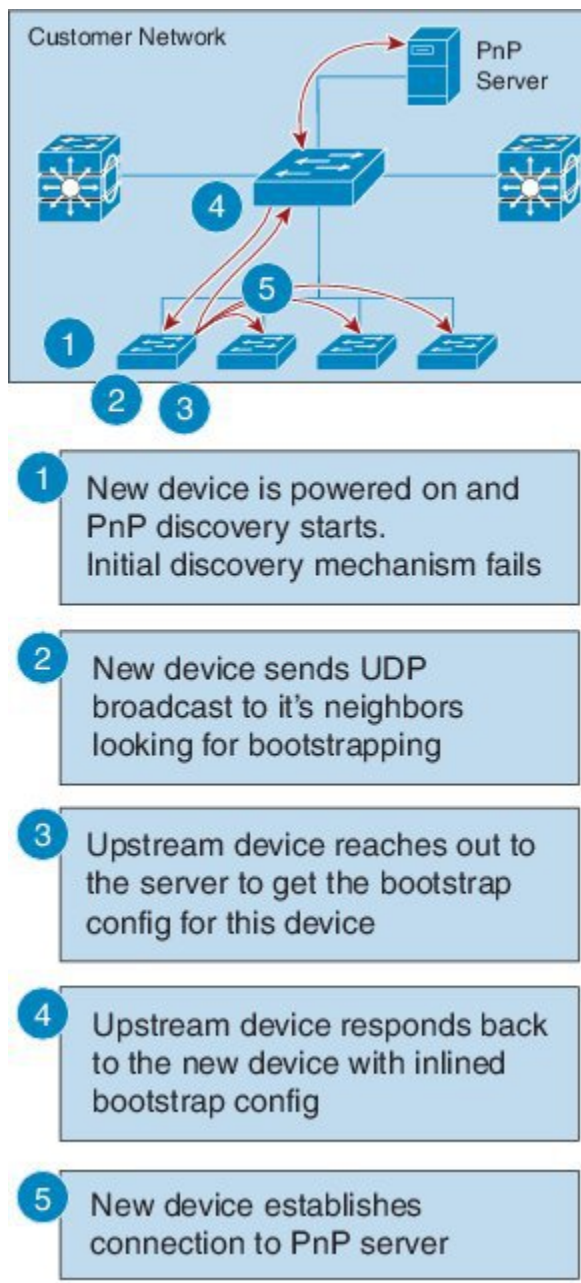 Customer Network
PnP
Server
4
5
1
2
3
1
New device is powered on and
PnP discovery starts.
Initial discovery mechanism fails
2
New device sends UDP
broadcast to it's neighbors
looking for bootstrapping
3
Upstream device reaches out to
the server to get the bootstrap
config for this device
4
Upstream device responds back
to the new device with inlined
bootstrap config
5
New device establishes
connection to PnP server